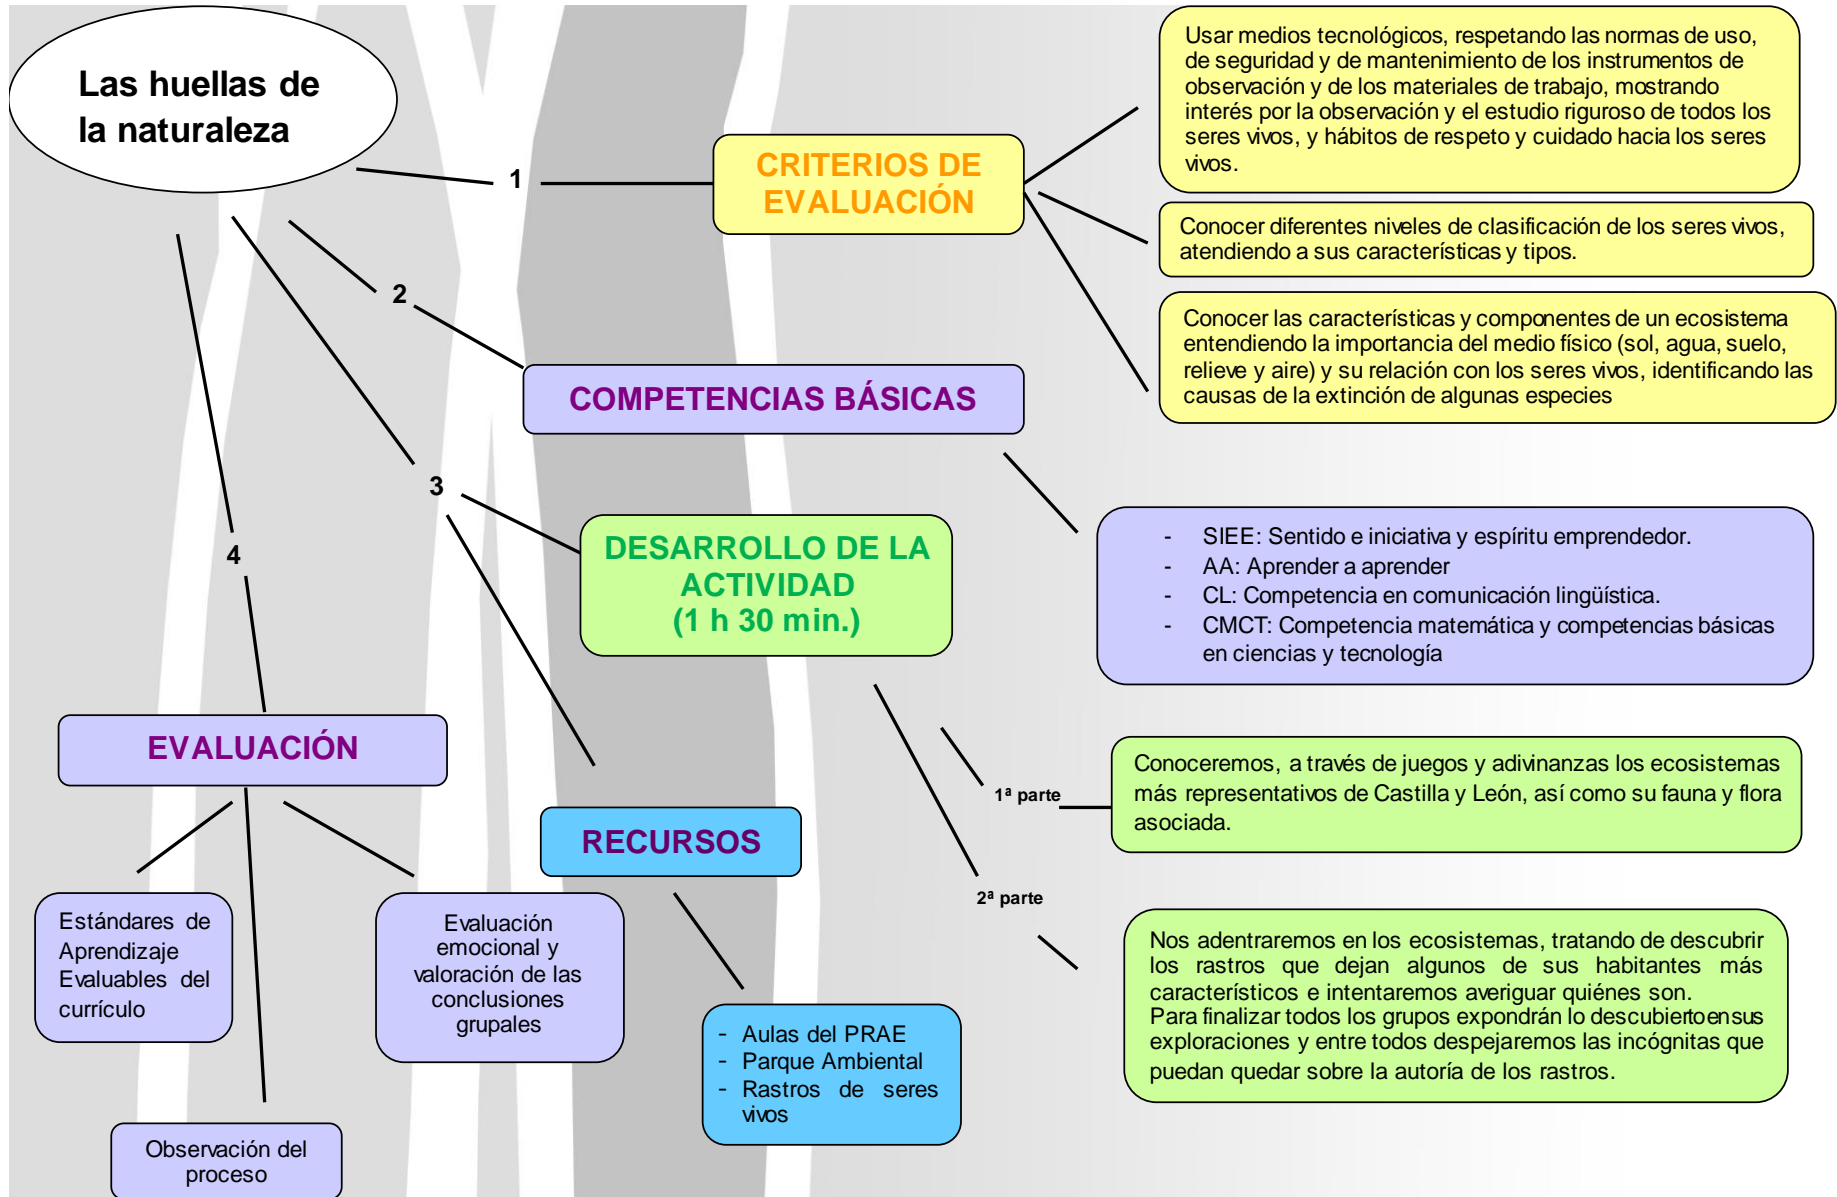 Las huellas de
la naturaleza
1
CRITERIOS DE
EVALUACIÓN
Usar medios tecnológicos, respetando las normas de uso,
de seguridad y de mantenimiento de los instrumentos de
observación y de los materiales de trabajo, mostrando
interés por la observación y el estudio riguroso de todos los
seres vivos, y hábitos de respeto y cuidado hacia los seres
vivos.
Conocer diferentes niveles de clasificación de los seres vivos,
atendiendo a sus características y tipos.
Conocer las características y componentes de un ecosistema
entendiendo la importancia del medio físico (sol, agua, suelo,
relieve y aire) y su relación con los seres vivos, identificando las
causas de la extinción de algunas especies
2
COMPETENCIAS BÁSICAS
- SIEE: Sentido e iniciativa y espíritu emprendedor.
- AA: Aprender a aprender
- CL: Competencia en comunicación lingüística.
- CMCT: Competencia matemática y competencias básicas
en ciencias y tecnología
3
DESARROLLO DE LA
ACTIVIDAD
(1 h 30 min.)
1ª parte
Conoceremos, a través de juegos y adivinanzas los ecosistemas
más representativos de Castilla y León, así como su fauna y flora
asociada.
2ª parte
Nos adentraremos en los ecosistemas, tratando de descubrir
los rastros que dejan algunos de sus habitantes más
característicos e intentaremos averiguar quiénes son.
Para finalizar todos los grupos expondrán lo descubierto en sus
exploraciones y entre todos despejaremos las incógnitas que
puedan quedar sobre la autoría de los rastros.
RECURSOS
- Aulas del PRAE
- Parque Ambiental
- Rastros de seres
vivos
4
EVALUACIÓN
Estándares de
Aprendizaje
Evaluables del
currículo
Evaluación
emocional y
valoración de las
conclusiones
grupales
Observación del
proceso